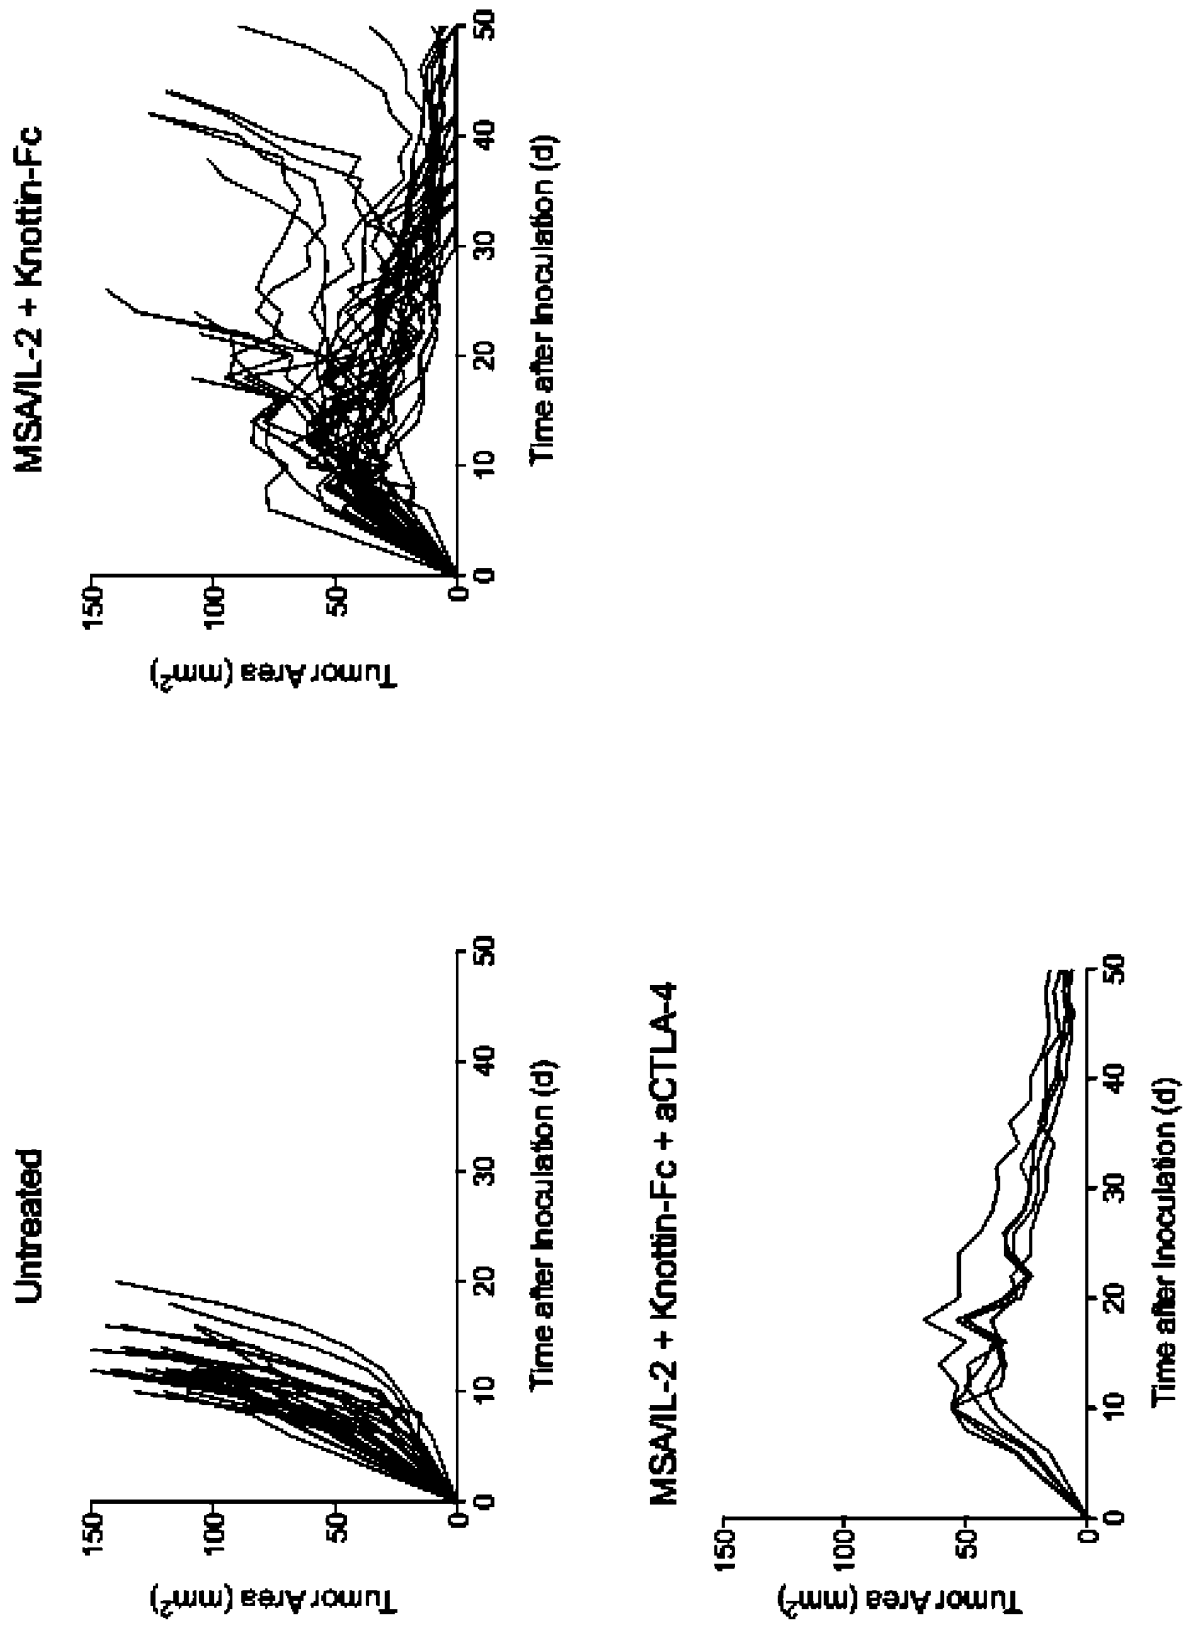 Untreated
Tumor Area (mm²)
150
100
50
0
0 10 20 30 40 50
Time after Inoculation (d)
MSA/IL-2 + Knottin-Fc
Tumor Area (mm²)
150
100
50
0
0 10 20 30 40 50
Time after Inoculation (d)
MSA/IL-2 + Knottin-Fc + aCTLA-4
Tumor Area (mm²)
150
100
50
0
0 10 20 30 40 50
Time after Inoculation (d)